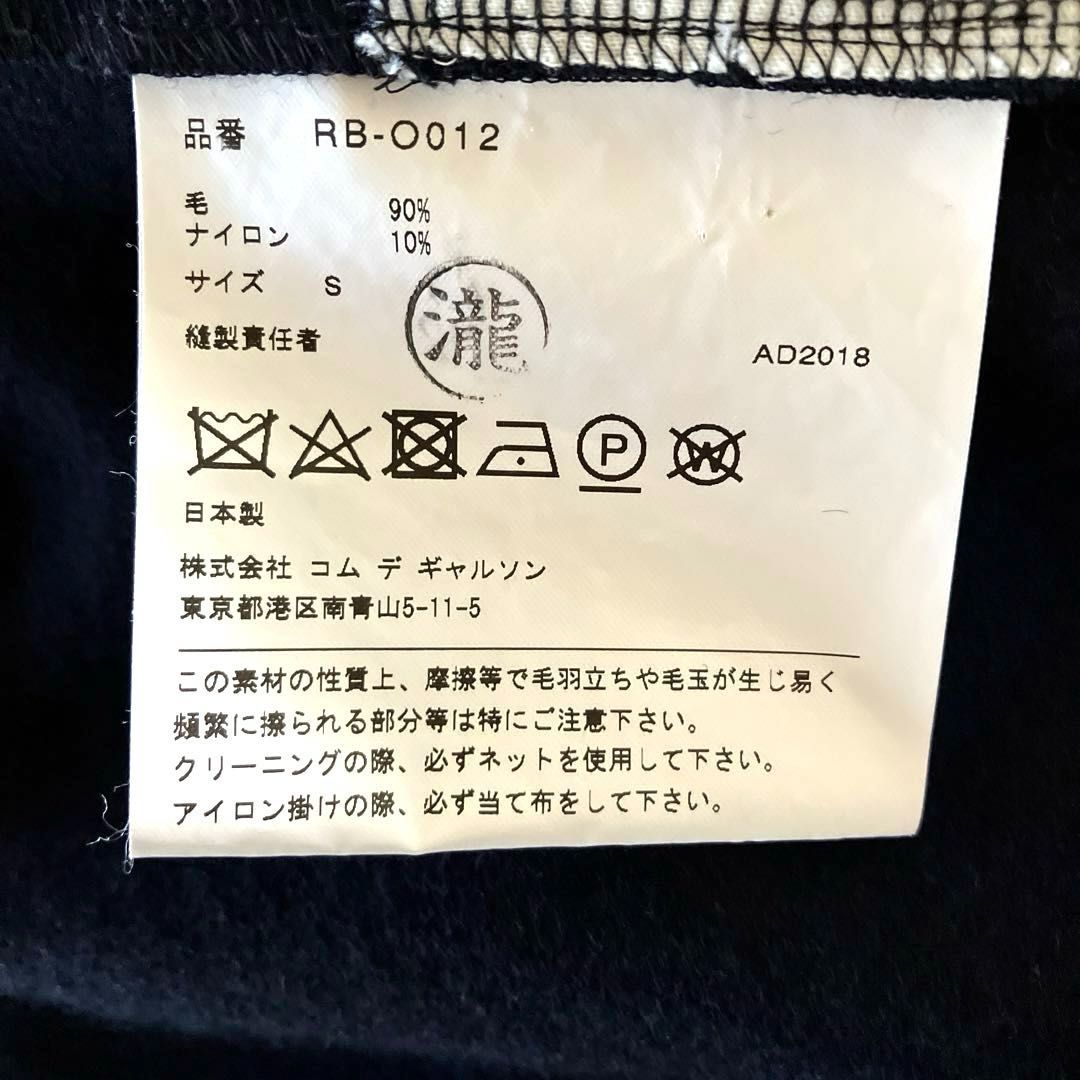 品番 RB-O012
毛 90%
ナイロン 10%
サイズ S
縫製責任者 瀧
AD2018
P W
日本製
株式会社 コム デ ギャルソン
東京都港区南青山5-11-5
この素材の性質上、摩擦等で毛羽立ちや毛玉が生じ易く
頻繁に擦られる部分等は特にご注意下さい。
クリーニングの際、必ずネットを使用して下さい。
アイロン掛けの際、必ず当て布をして下さい。